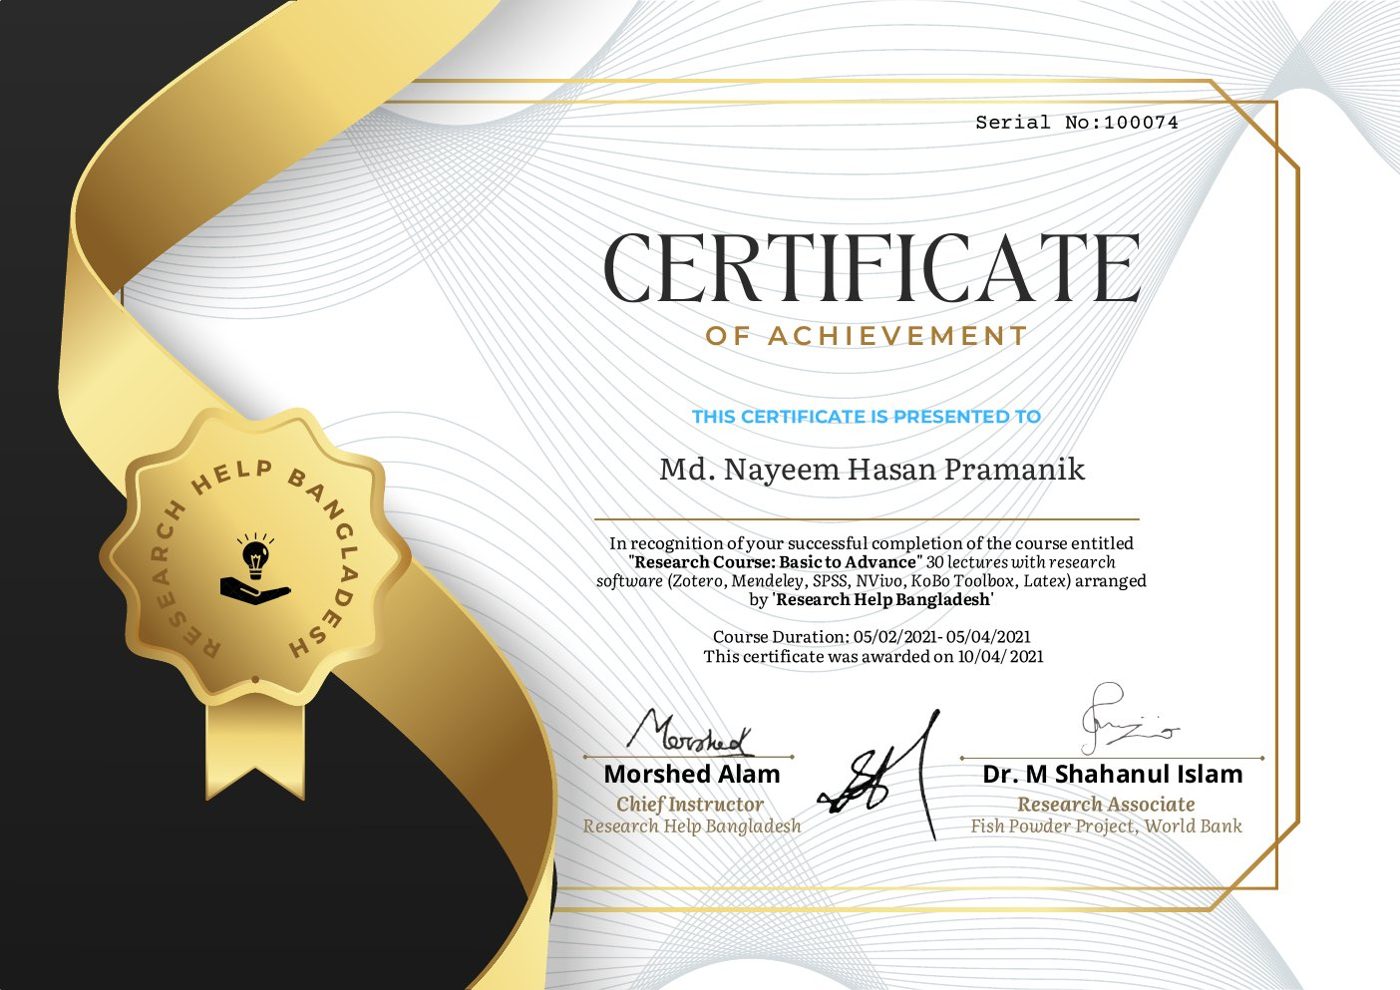 Serial No:100074
CERTIFICATE
OF ACHIEVEMENT
THIS CERTIFICATE IS PRESENTED TO
Md. Nayeem Hasan Pramanik
RESEARCH HELP BANGLADESH
In recognition of your successful completion of the course entitled
"Research Course: Basic to Advance" 30 lectures with research
software (Zotero, Mendeley, SPSS, NVivo, KoBo Toolbox, Latex) arranged
by 'Research Help Bangladesh'
Course Duration: 05/02/2021- 05/04/2021
This certificate was awarded on 10/04/ 2021
Morshed
Morshed Alam
Chief Instructor
Research Help Bangladesh
Dr. M Shahanul Islam
Research Associate
Fish Powder Project, World Bank